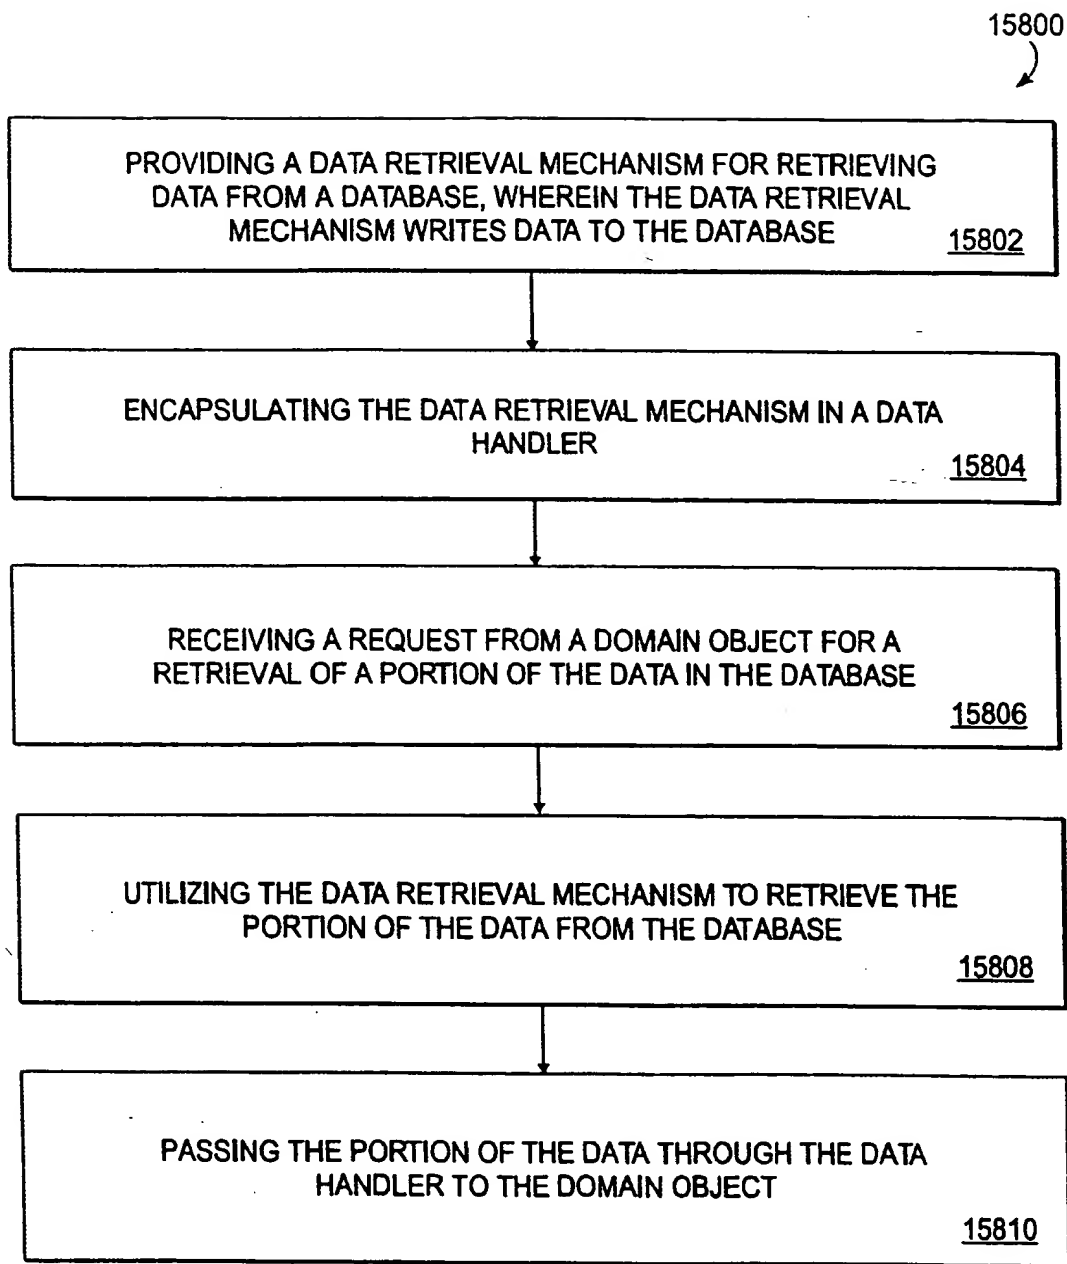 15800
PROVIDING A DATA RETRIEVAL MECHANISM FOR RETRIEVING
DATA FROM A DATABASE, WHEREIN THE DATA RETRIEVAL
MECHANISM WRITES DATA TO THE DATABASE
15802
ENCAPSULATING THE DATA RETRIEVAL MECHANISM IN A DATA
HANDLER
15804
RECEIVING A REQUEST FROM A DOMAIN OBJECT FOR A
RETRIEVAL OF A PORTION OF THE DATA IN THE DATABASE
15806
UTILIZING THE DATA RETRIEVAL MECHANISM TO RETRIEVE THE
PORTION OF THE DATA FROM THE DATABASE
15808
PASSING THE PORTION OF THE DATA THROUGH THE DATA
HANDLER TO THE DOMAIN OBJECT
15810